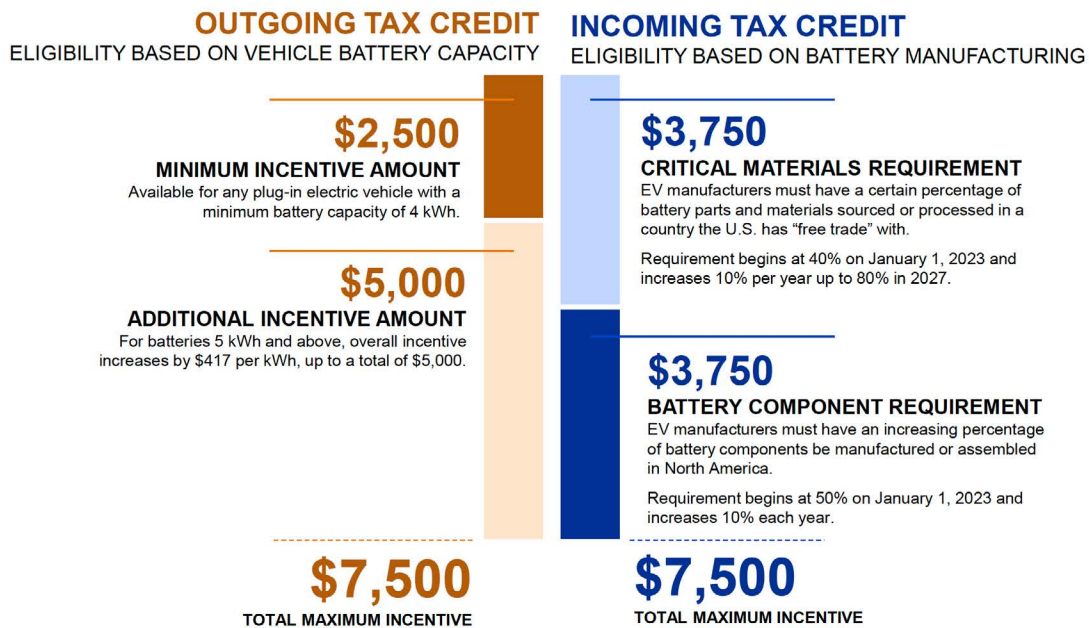 OUTGOING TAX CREDIT
ELIGIBILITY BASED ON VEHICLE BATTERY CAPACITY
$2,500
MINIMUM INCENTIVE AMOUNT
Available for any plug-in electric vehicle with a
minimum battery capacity of 4 kWh.
$5,000
ADDITIONAL INCENTIVE AMOUNT
For batteries 5 kWh and above, overall incentive
increases by $417 per kWh, up to a total of $5,000.
$7,500
TOTAL MAXIMUM INCENTIVE
INCOMING TAX CREDIT
ELIGIBILITY BASED ON BATTERY MANUFACTURING
$3,750
CRITICAL MATERIALS REQUIREMENT
EV manufacturers must have a certain percentage of
battery parts and materials sourced or processed in a
country the U.S. has “free trade” with.
Requirement begins at 40% on January 1, 2023 and
increases 10% per year up to 80% in 2027.
$3,750
BATTERY COMPONENT REQUIREMENT
EV manufacturers must have an increasing percentage
of battery components be manufactured or assembled
in North America.
Requirement begins at 50% on January 1, 2023 and
increases 10% each year.
$7,500
TOTAL MAXIMUM INCENTIVE